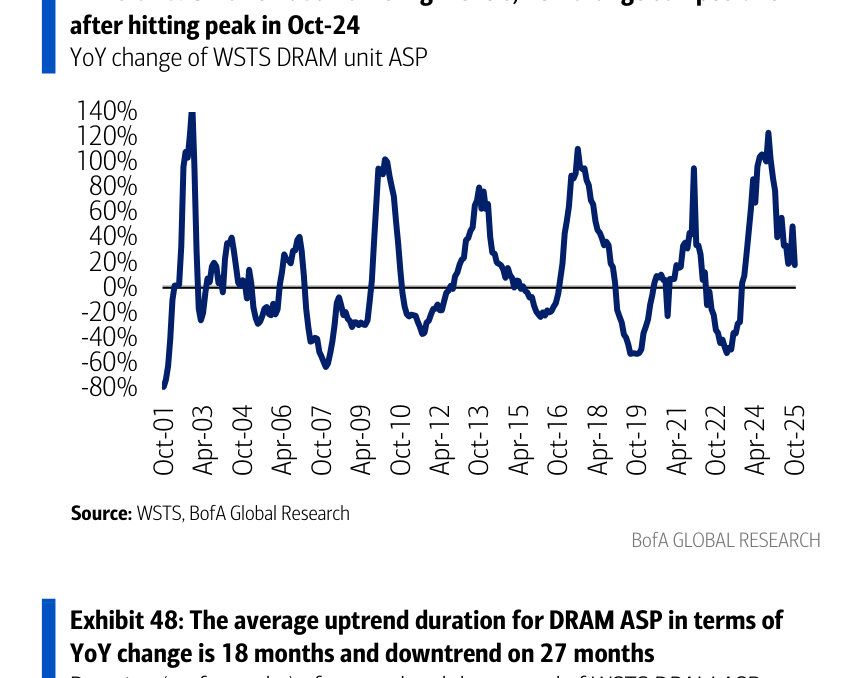 after hitting peak in Oct-24
YoY change of WSTS DRAM unit ASP
140%
120%
100%
80%
60%
40%
20%
0%
-20%
-40%
-60%
-80%
Oct-01
Apr-03
Oct-04
Apr-06
Oct-07
Apr-09
Oct-10
Apr-12
Oct-13
Apr-15
Oct-16
Apr-18
Oct-19
Apr-21
Oct-22
Apr-24
Oct-25
Source: WSTS, BofA Global Research
BofA GLOBAL RESEARCH
Exhibit 48: The average uptrend duration for DRAM ASP in terms of
YoY change is 18 months and downtrend on 27 months